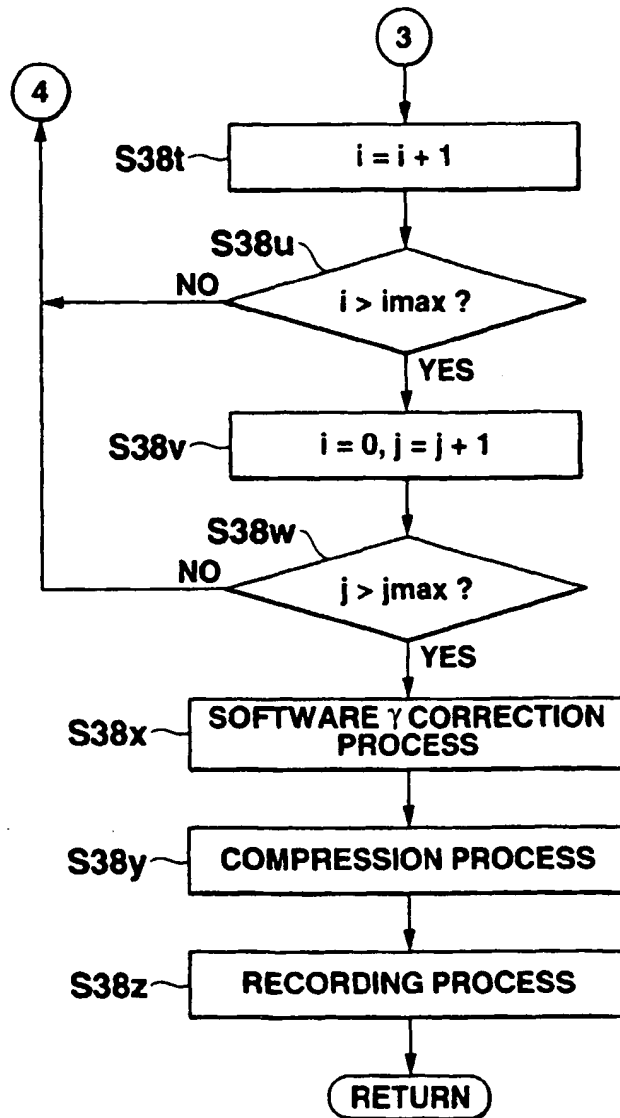 3
4
S38t
i = i + 1
S38u
NO
i > imax ?
YES
S38v
i = 0, j = j + 1
S38w
NO
j > jmax ?
YES
S38x
SOFTWARE γ CORRECTION
PROCESS
S38y
COMPRESSION PROCESS
S38z
RECORDING PROCESS
RETURN